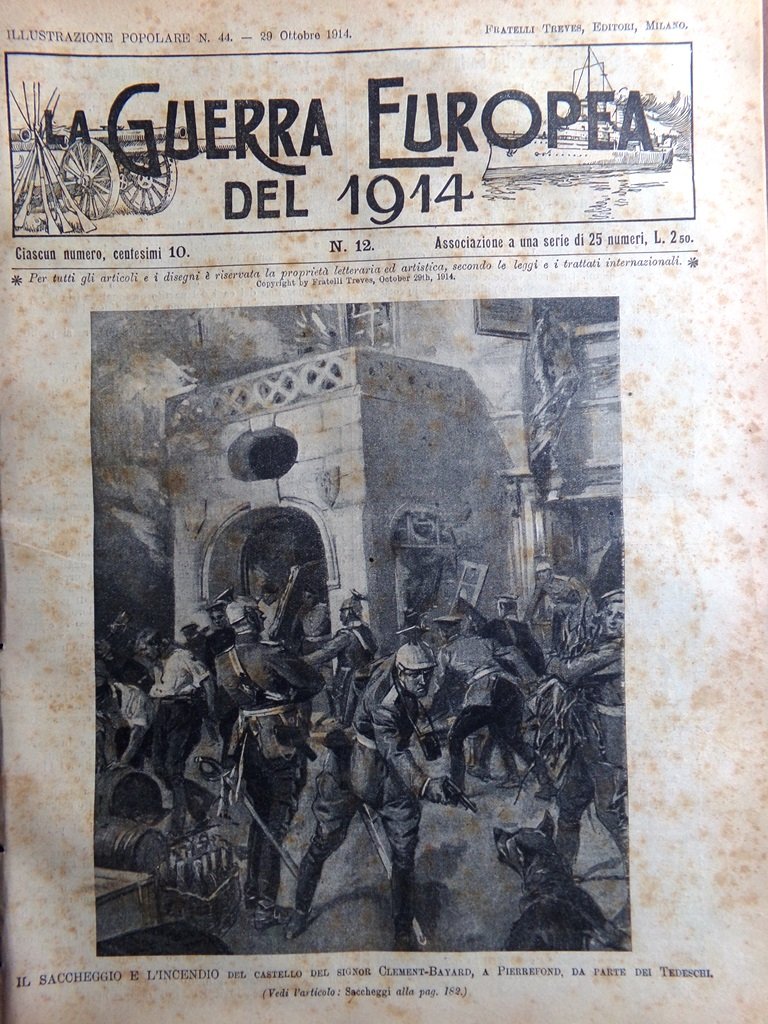 ILLUSTRAZIONE POPOLARE N. 44. — 29 Ottobre 1914.
FRATELLI TREVES, EDITORI, MILANO.
LA GUERRA EUROPEA
DEL 1914
Ciascun numero, centesimi 10.
N. 12.
Associazione a una serie di 25 numeri, L. 2 50.
✻ Per tutti gli articoli e i disegni è riservata la proprietà letteraria ed artistica, secondo le leggi e i trattati internazionali. ✻
Copyright by Fratelli Treves, October 29th, 1914.
IL SACCHEGGIO E L'INCENDIO DEL CASTELLO DEL SIGNOR CLEMENT-BAYARD, A PIERREFOND, DA PARTE DEI TEDESCHI.
(Vedi l'articolo: Saccheggi alla pag. 182.)